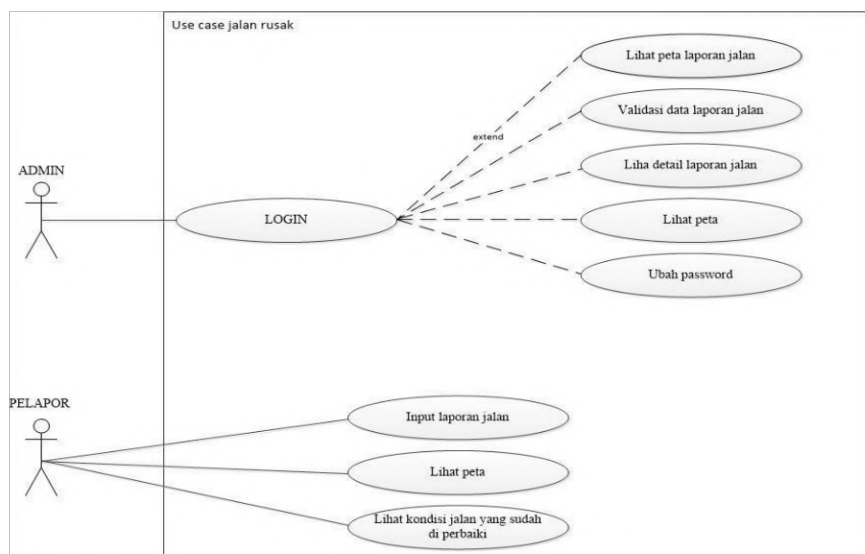 Use case jalan rusak
Lihat peta laporan jalan
Validasi data laporan jalan
extend
Liha detail laporan jalan
ADMIN
LOGIN
Lihat peta
Ubah password
PELAPOR
Input laporan jalan
Lihat peta
Lihat kondisi jalan yang sudah
di perbaiki